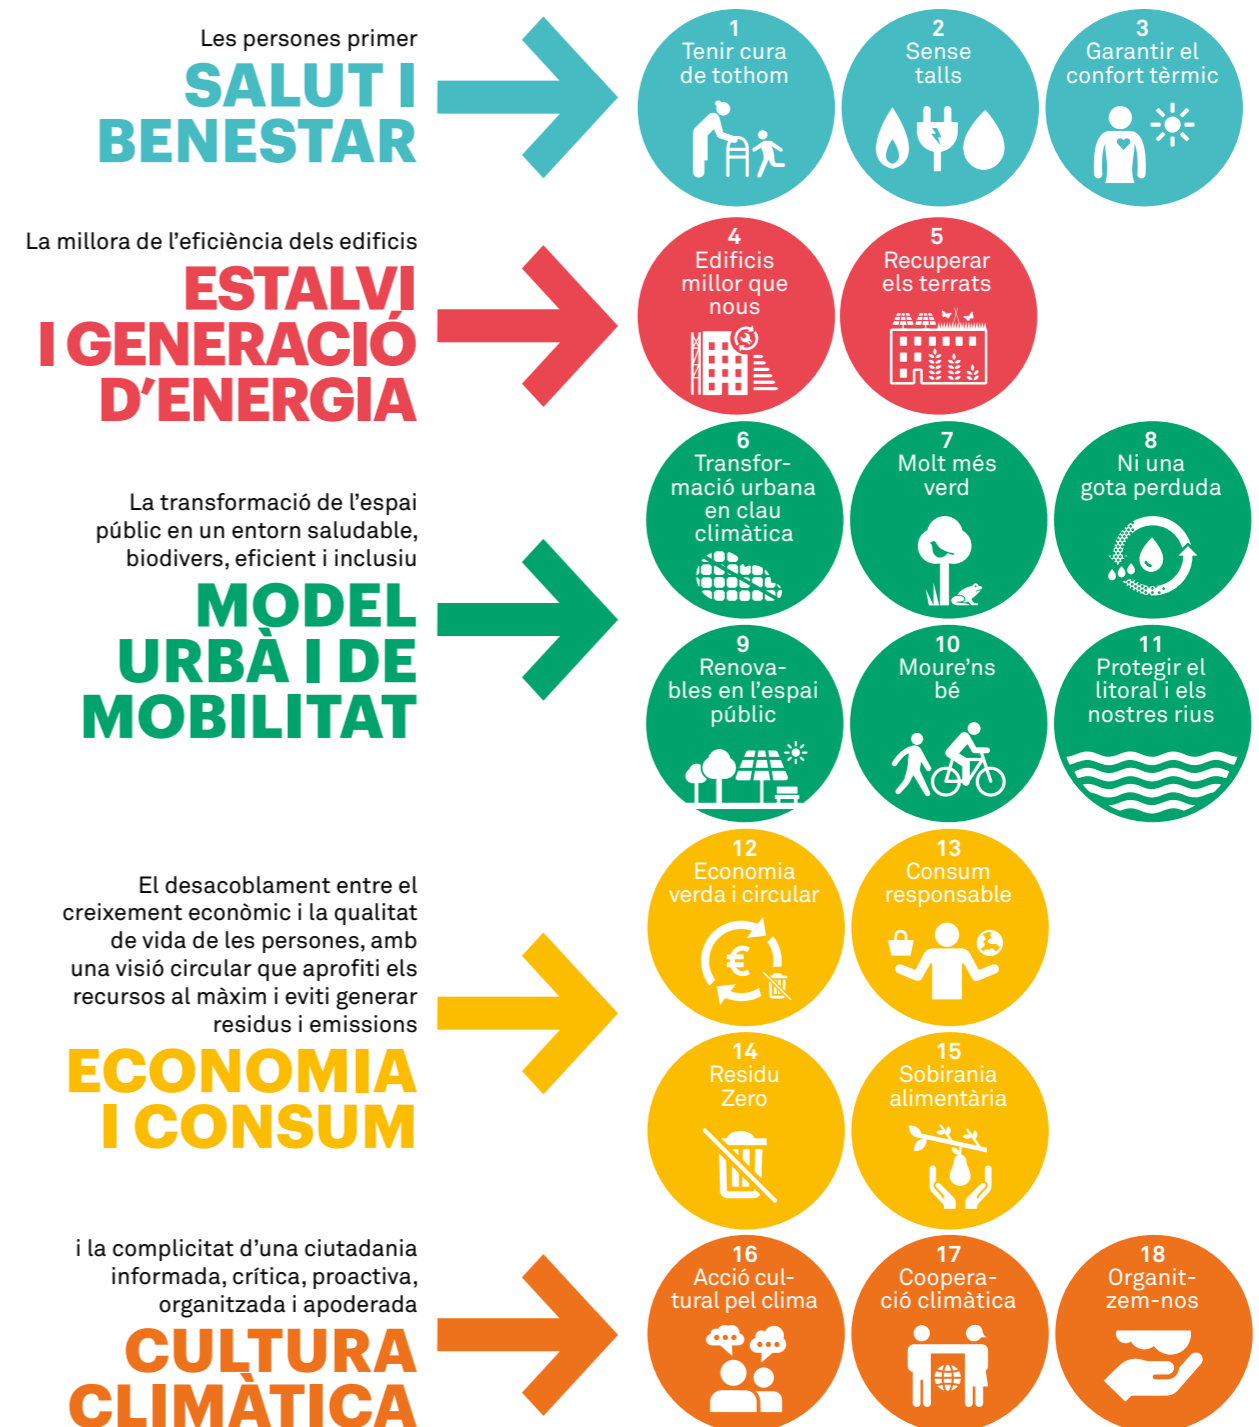 Les persones primer
SALUT I
BENESTAR
1
Tenir cura
de tothom
2
Sense
talls
3
Garantir el
confort tèrmic
La millora de l’eficiència dels edificis
ESTALVI
I GENERACIÓ
D’ENERGIA
4
Edificis
millor que
nous
5
Recuperar
els terrats
La transformació de l’espai
públic en un entorn saludable,
biodivers, eficient i inclusiu
MODEL
URBÀ I DE
MOBILITAT
6
Transfor-
mació urbana
en clau
climàtica
7
Molt més
verd
8
Ni una
gota perduda
9
Renova-
bles en l’espai
públic
10
Moure’ns
bé
11
Protegir el
litoral i els
nostres rius
El desacoblament entre el
creixement econòmic i la qualitat
de vida de les persones, amb
una visió circular que aprofiti els
recursos al màxim i eviti generar
residus i emissions
ECONOMIA
I CONSUM
12
Economia
verda i circular
€
13
Consum
responsable
14
Residu
Zero
15
Sobirania
alimentària
i la complicitat d’una ciutadania
informada, crítica, proactiva,
organitzada i apoderada
CULTURA
CLIMÀTICA
16
Acció cul-
tural pel clima
17
Coopera-
ció climàtica
18
Organit-
zem-nos